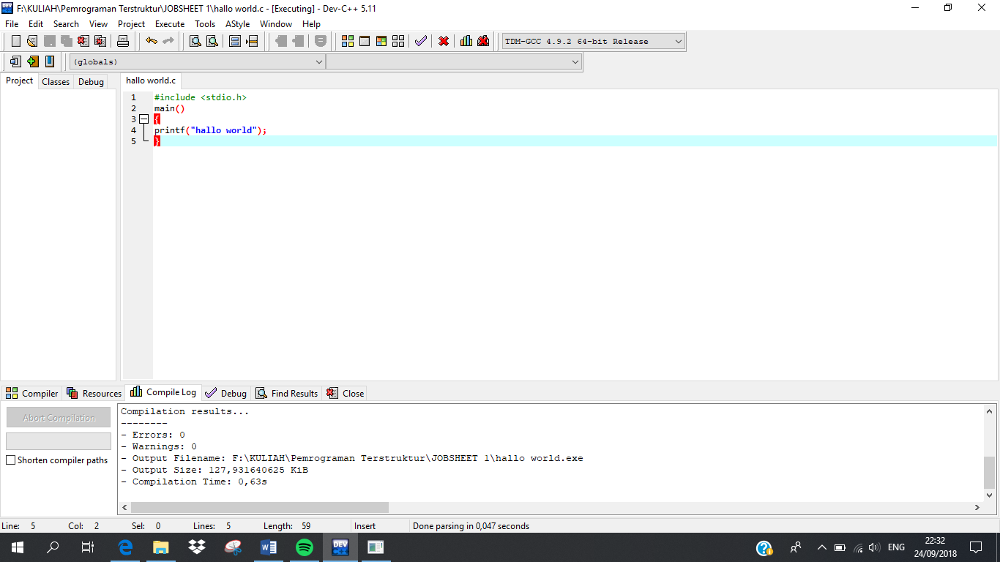 F:\KULIAH\Pemrograman Terstruktur\JOBSHEET 1\hallo world.c - [Executing] - Dev-C++ 5.11
File Edit Search View Project Execute Tools AStyle Window Help
TDM-GCC 4.9.2 64-bit Release
(globals)
Project Classes Debug
hallo world.c
1 #include <stdio.h>
2 main()
3 {
4 printf("hallo world");
5 }
Compiler Resources Compile Log Debug Find Results Close
Abort Compilation
Shorten compiler paths
Compilation results...
--------
- Errors: 0
- Warnings: 0
- Output Filename: F:\KULIAH\Pemrograman Terstruktur\JOBSHEET 1\hallo world.exe
- Output Size: 127,931640625 KiB
- Compilation Time: 0,63s
Line: 5 Col: 2 Sel: 0 Lines: 5 Length: 59 Insert Done parsing in 0,047 seconds
DEV
ENG
22:32
24/09/2018